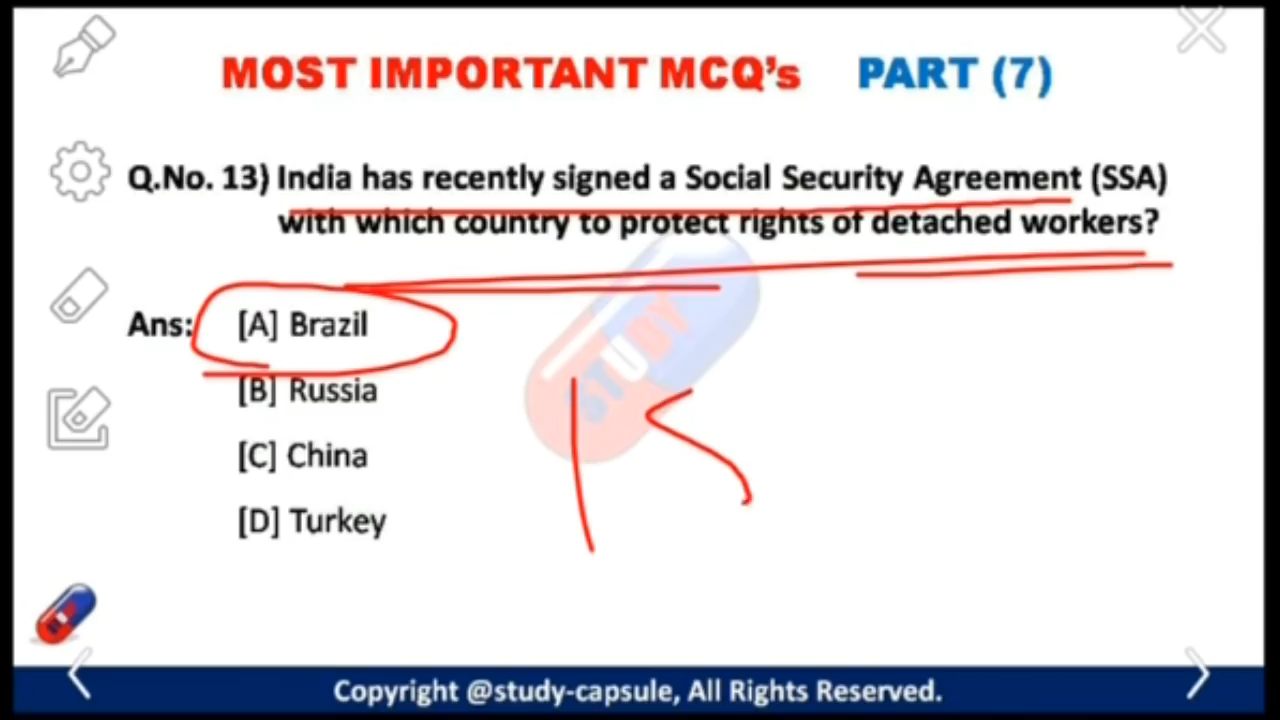 MOST IMPORTANT MCQ's PART (7)
Q.No. 13) India has recently signed a Social Security Agreement (SSA)
with which country to protect rights of detached workers?
Ans: [A] Brazil
[B] Russia
[C] China
[D] Turkey
STUDY
Copyright @study-capsule, All Rights Reserved.